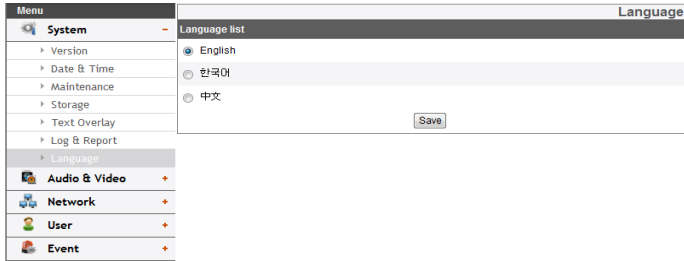 Menu
System
Version
Date & Time
Maintenance
Storage
Text Overlay
Log & Report
Language
Audio & Video
Network
User
Event
Language
Language list
English
한국어
中文
Save